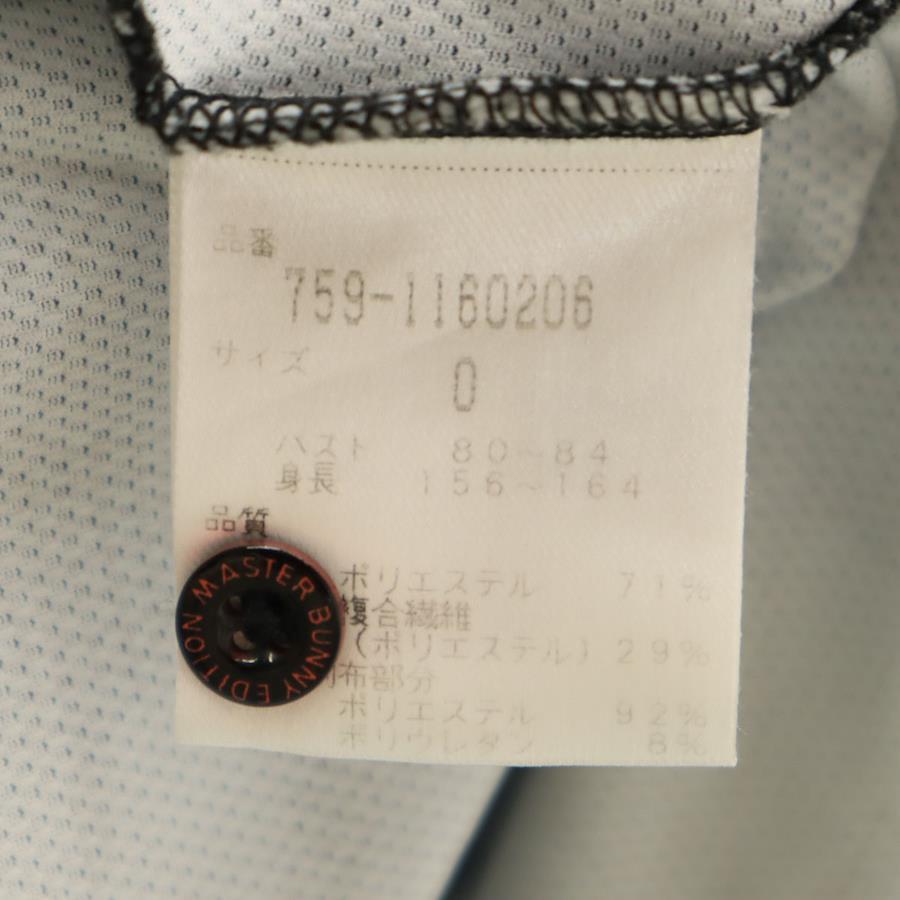 品番
759-1160206
サイズ
0
バスト 80~84
身長 156~164
品質
ポリエステル 71%
複合繊維
(ポリエステル) 29%
布部分
ポリエステル 92%
ポリウレタン 8%
MASTER BUNNY EDITION